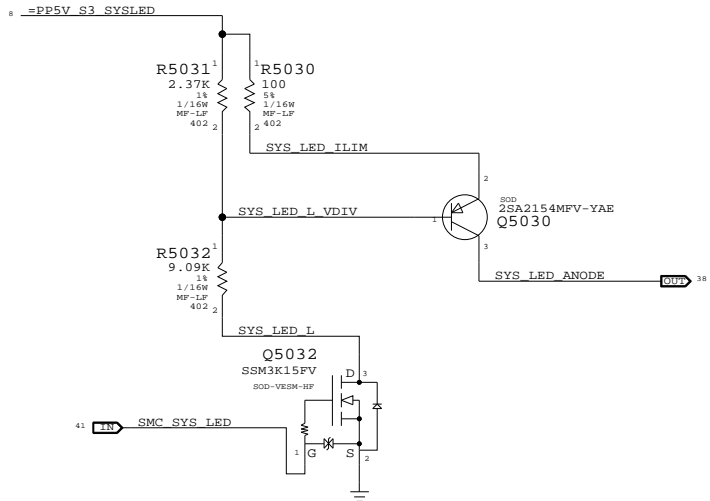 8 =PP5V_S3_SYSLED
R5031
2.37K
1%
1/16W
MF-LF
402
1
2
R5030
100
5%
1/16W
MF-LF
402
1
2
SYS_LED_ILIM
2
SOD
2SA2154MFV-YAE
Q5030
SYS_LED_L_VDIV
1
3
R5032
9.09K
1%
1/16W
MF-LF
402
1
2
SYS_LED_ANODE
OUT 38
SYS_LED_L
Q5032
SSM3K15FV
SOD-VESM-HF
D 3
41 IN SMC_SYS_LED
1 G S 2